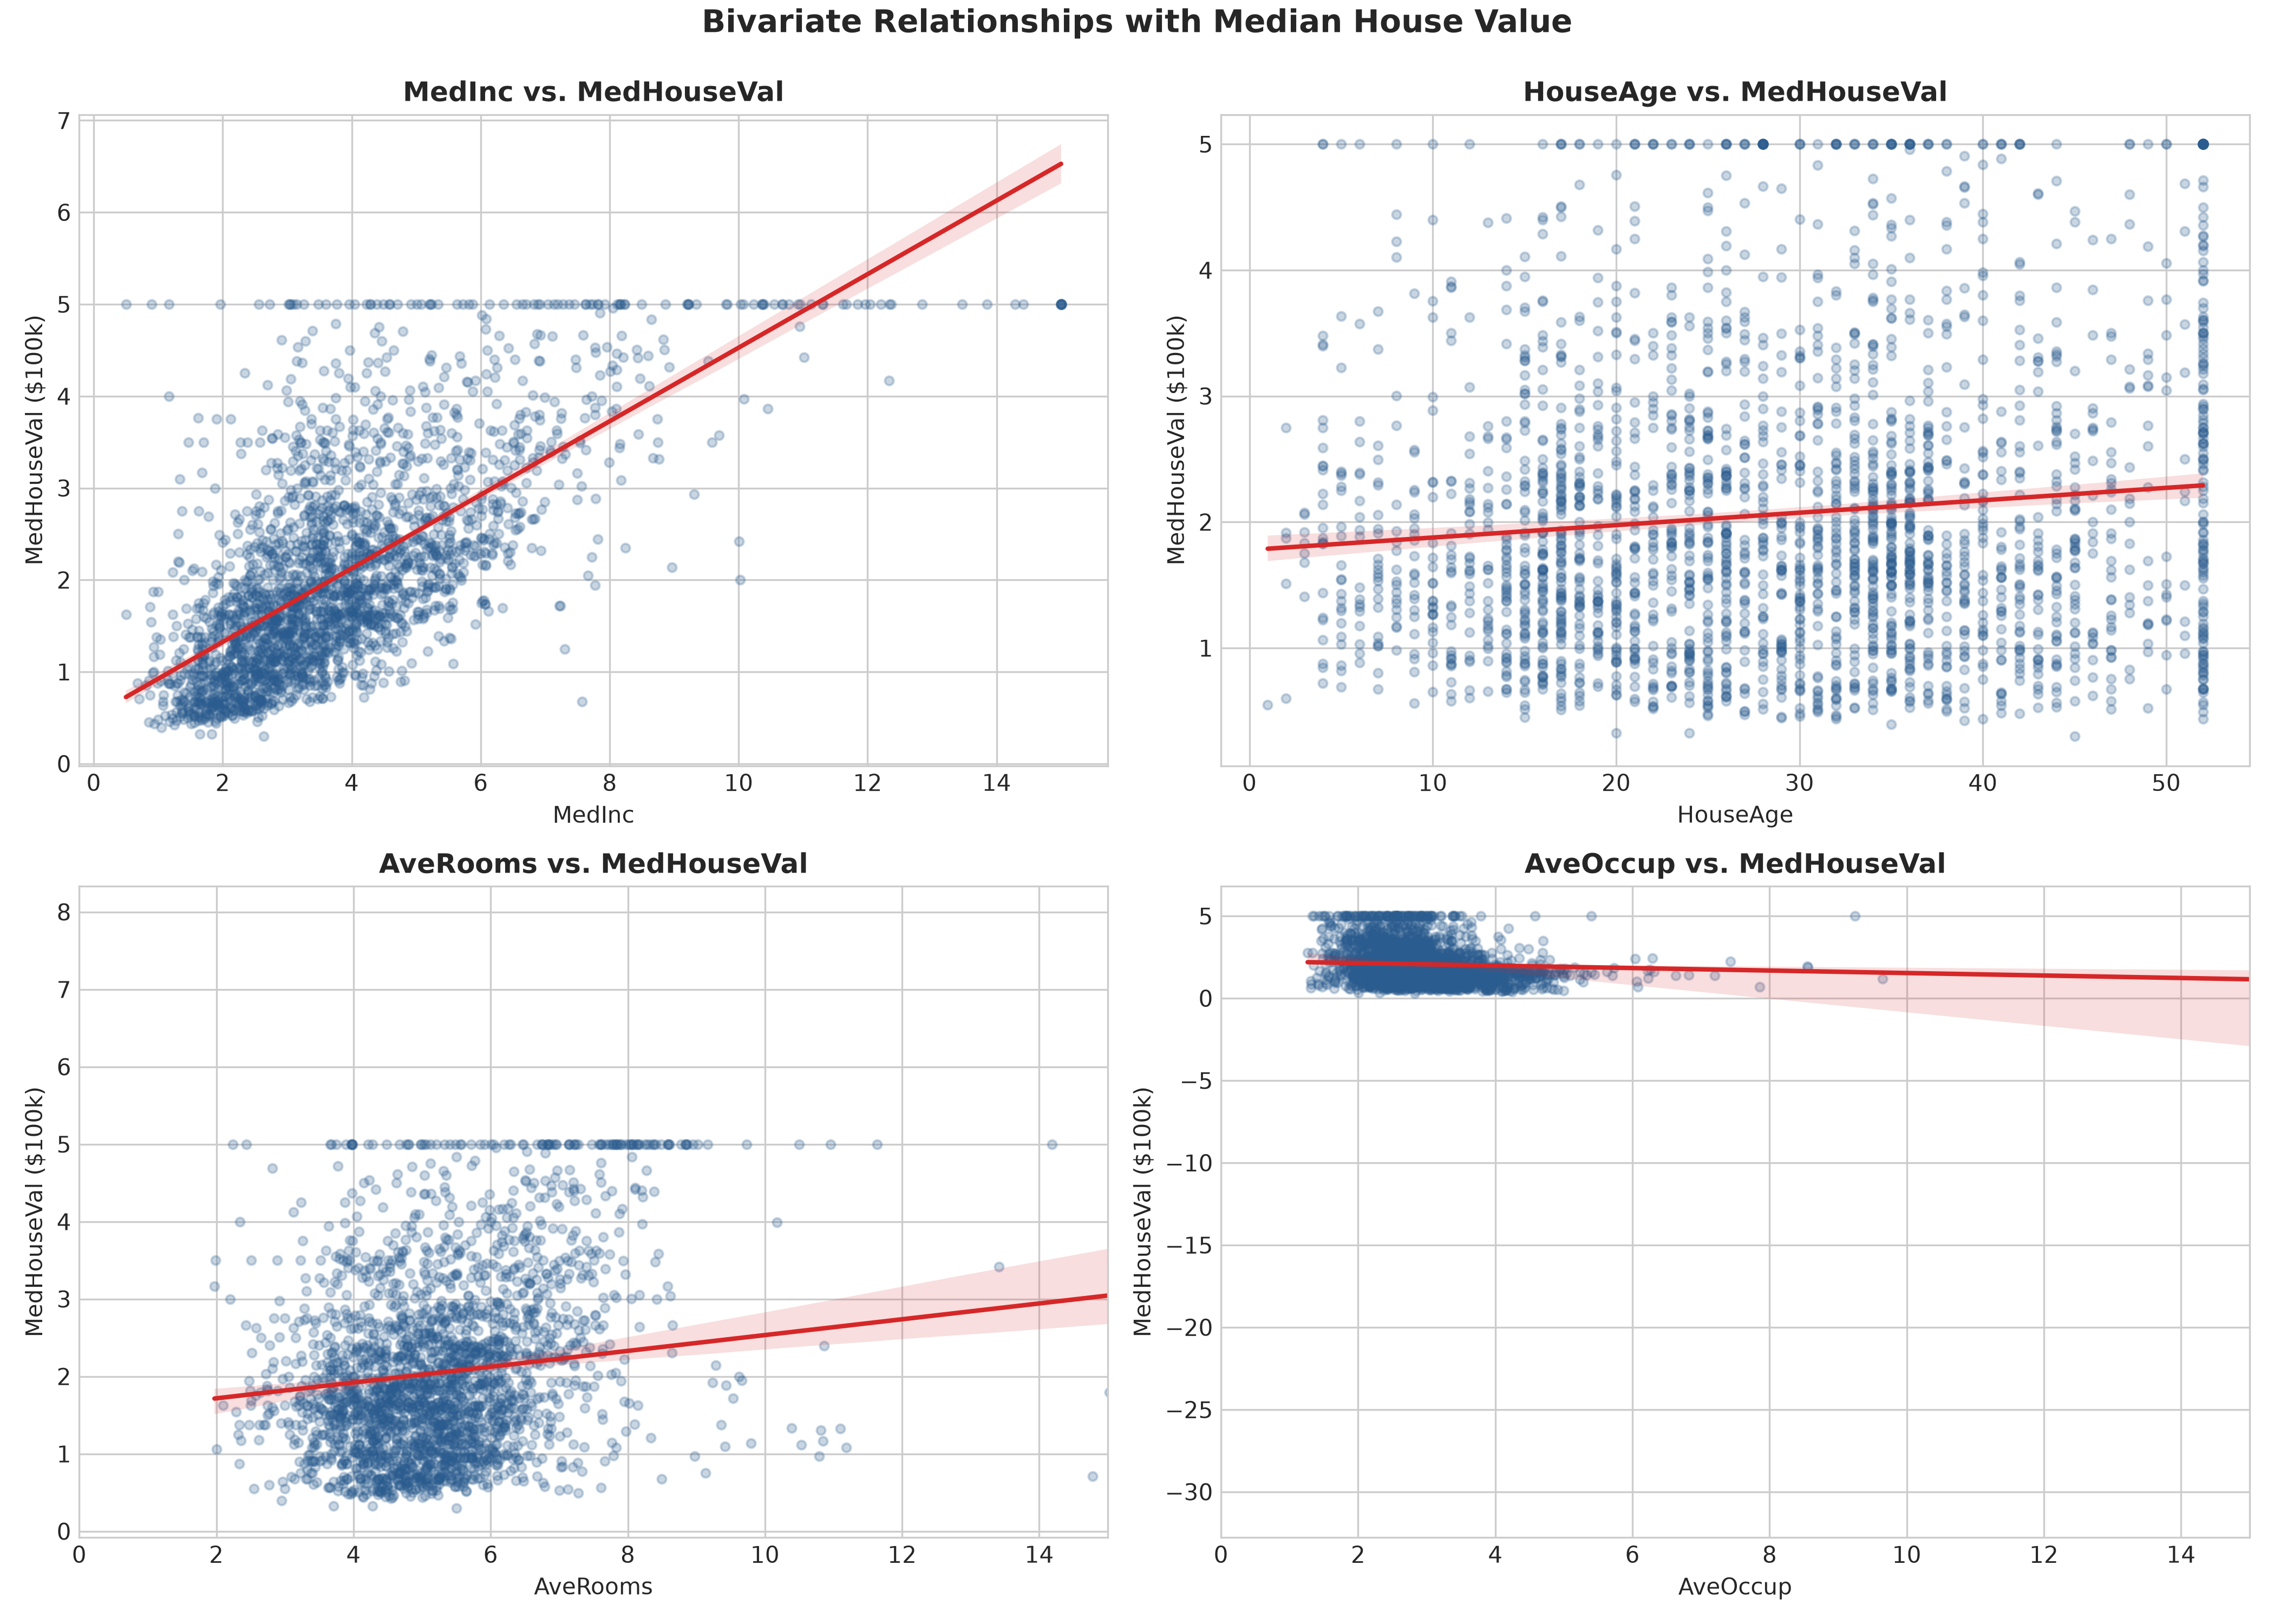 Bivariate Relationships with Median House Value
MedInc vs. MedHouseVal
7
6
5
4
3
2
1
0
MedHouseVal ($100k)
0 2 4 6 8 10 12 14
MedInc
HouseAge vs. MedHouseVal
5
4
3
2
1
MedHouseVal ($100k)
0 10 20 30 40 50
HouseAge
AveRooms vs. MedHouseVal
8
7
6
5
4
3
2
1
0
MedHouseVal ($100k)
0 2 4 6 8 10 12 14
AveRooms
AveOccup vs. MedHouseVal
5
0
−5
−10
−15
−20
−25
−30
MedHouseVal ($100k)
0 2 4 6 8 10 12 14
AveOccup